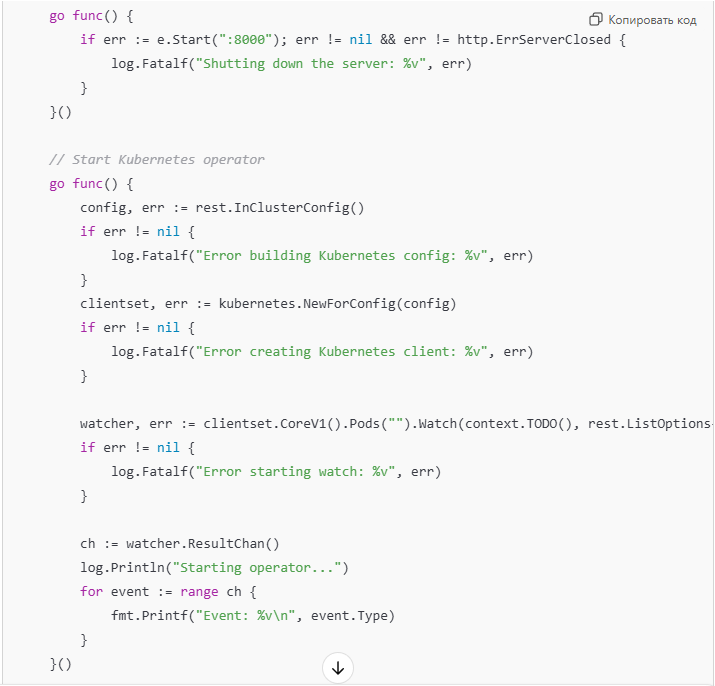 go func() {
Копировать код
if err := e.Start(":8000"); err != nil && err != http.ErrServerClosed {
log.Fatalf("Shutting down the server: %v", err)
}
}()
// Start Kubernetes operator
go func() {
config, err := rest.InClusterConfig()
if err != nil {
log.Fatalf("Error building Kubernetes config: %v", err)
}
clientset, err := kubernetes.NewForConfig(config)
if err != nil {
log.Fatalf("Error creating Kubernetes client: %v", err)
}
watcher, err := clientset.CoreV1().Pods("").Watch(context.TODO(), rest.ListOptions
if err != nil {
log.Fatalf("Error starting watch: %v", err)
}
ch := watcher.ResultChan()
log.Println("Starting operator...")
for event := range ch {
fmt.Printf("Event: %v\n", event.Type)
}
}()